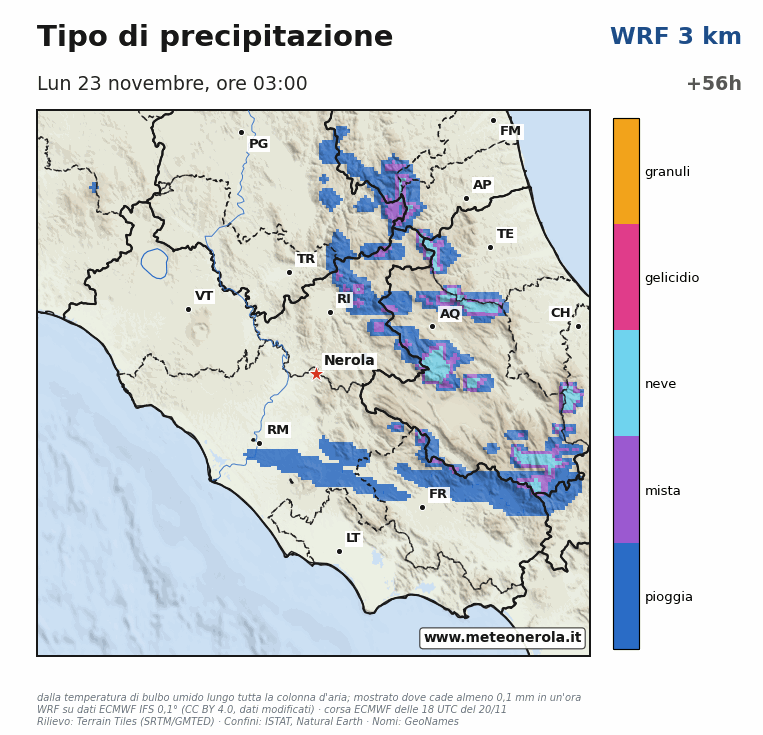 Tipo di precipitazione
WRF 3 km
Lun 23 novembre, ore 03:00
+56h
FM
PG
AP
TE
TR
VT
RI
AQ
CH
Nerola
RM
FR
LT
www.meteonerola.it
granuli
gelicidio
neve
mista
pioggia
dalla temperatura di bulbo umido lungo tutta la colonna d'aria; mostrato dove cade almeno 0,1 mm in un'ora
WRF su dati ECMWF IFS 0,1° (CC BY 4.0, dati modificati) · corsa ECMWF delle 18 UTC del 20/11
Rilievo: Terrain Tiles (SRTM/GMTED) · Confini: ISTAT, Natural Earth · Nomi: GeoNames